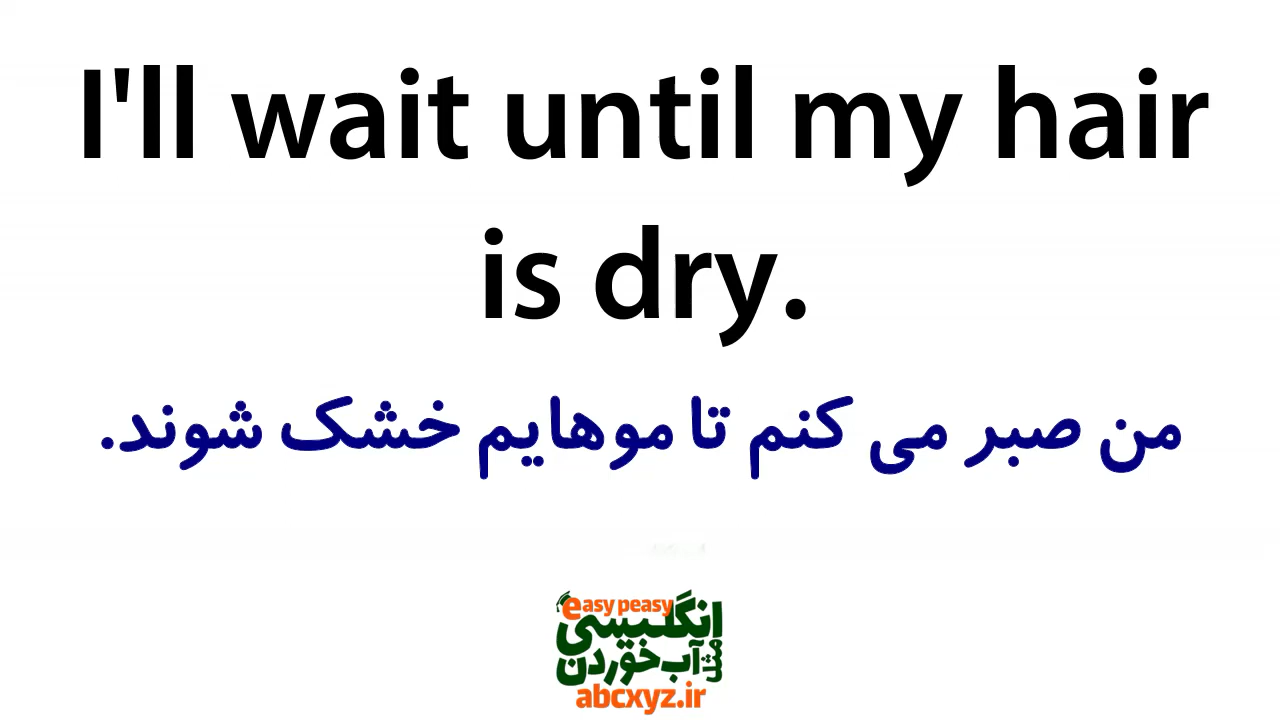 I'll wait until my hair
is dry.
من صبر می کنم تا موهایم خشک شوند.
easy peasy
انگلیسی
مثل آب خوردن
abcxyz.ir